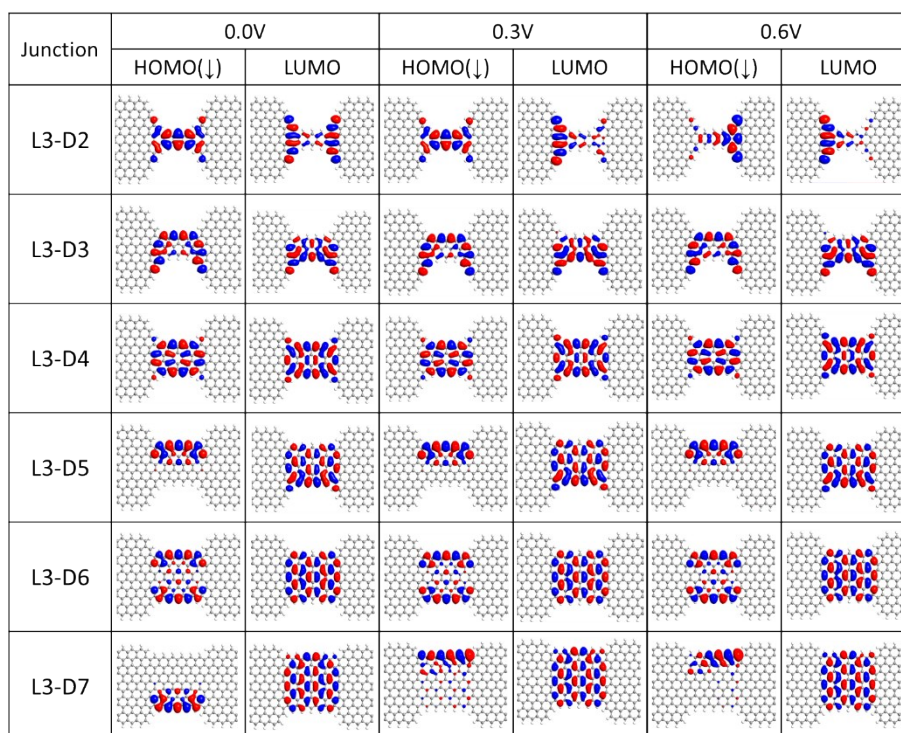 Junction
0.0V
0.3V
0.6V
HOMO(↓)
LUMO
HOMO(↓)
LUMO
HOMO(↓)
LUMO
L3-D2
L3-D3
L3-D4
L3-D5
L3-D6
L3-D7